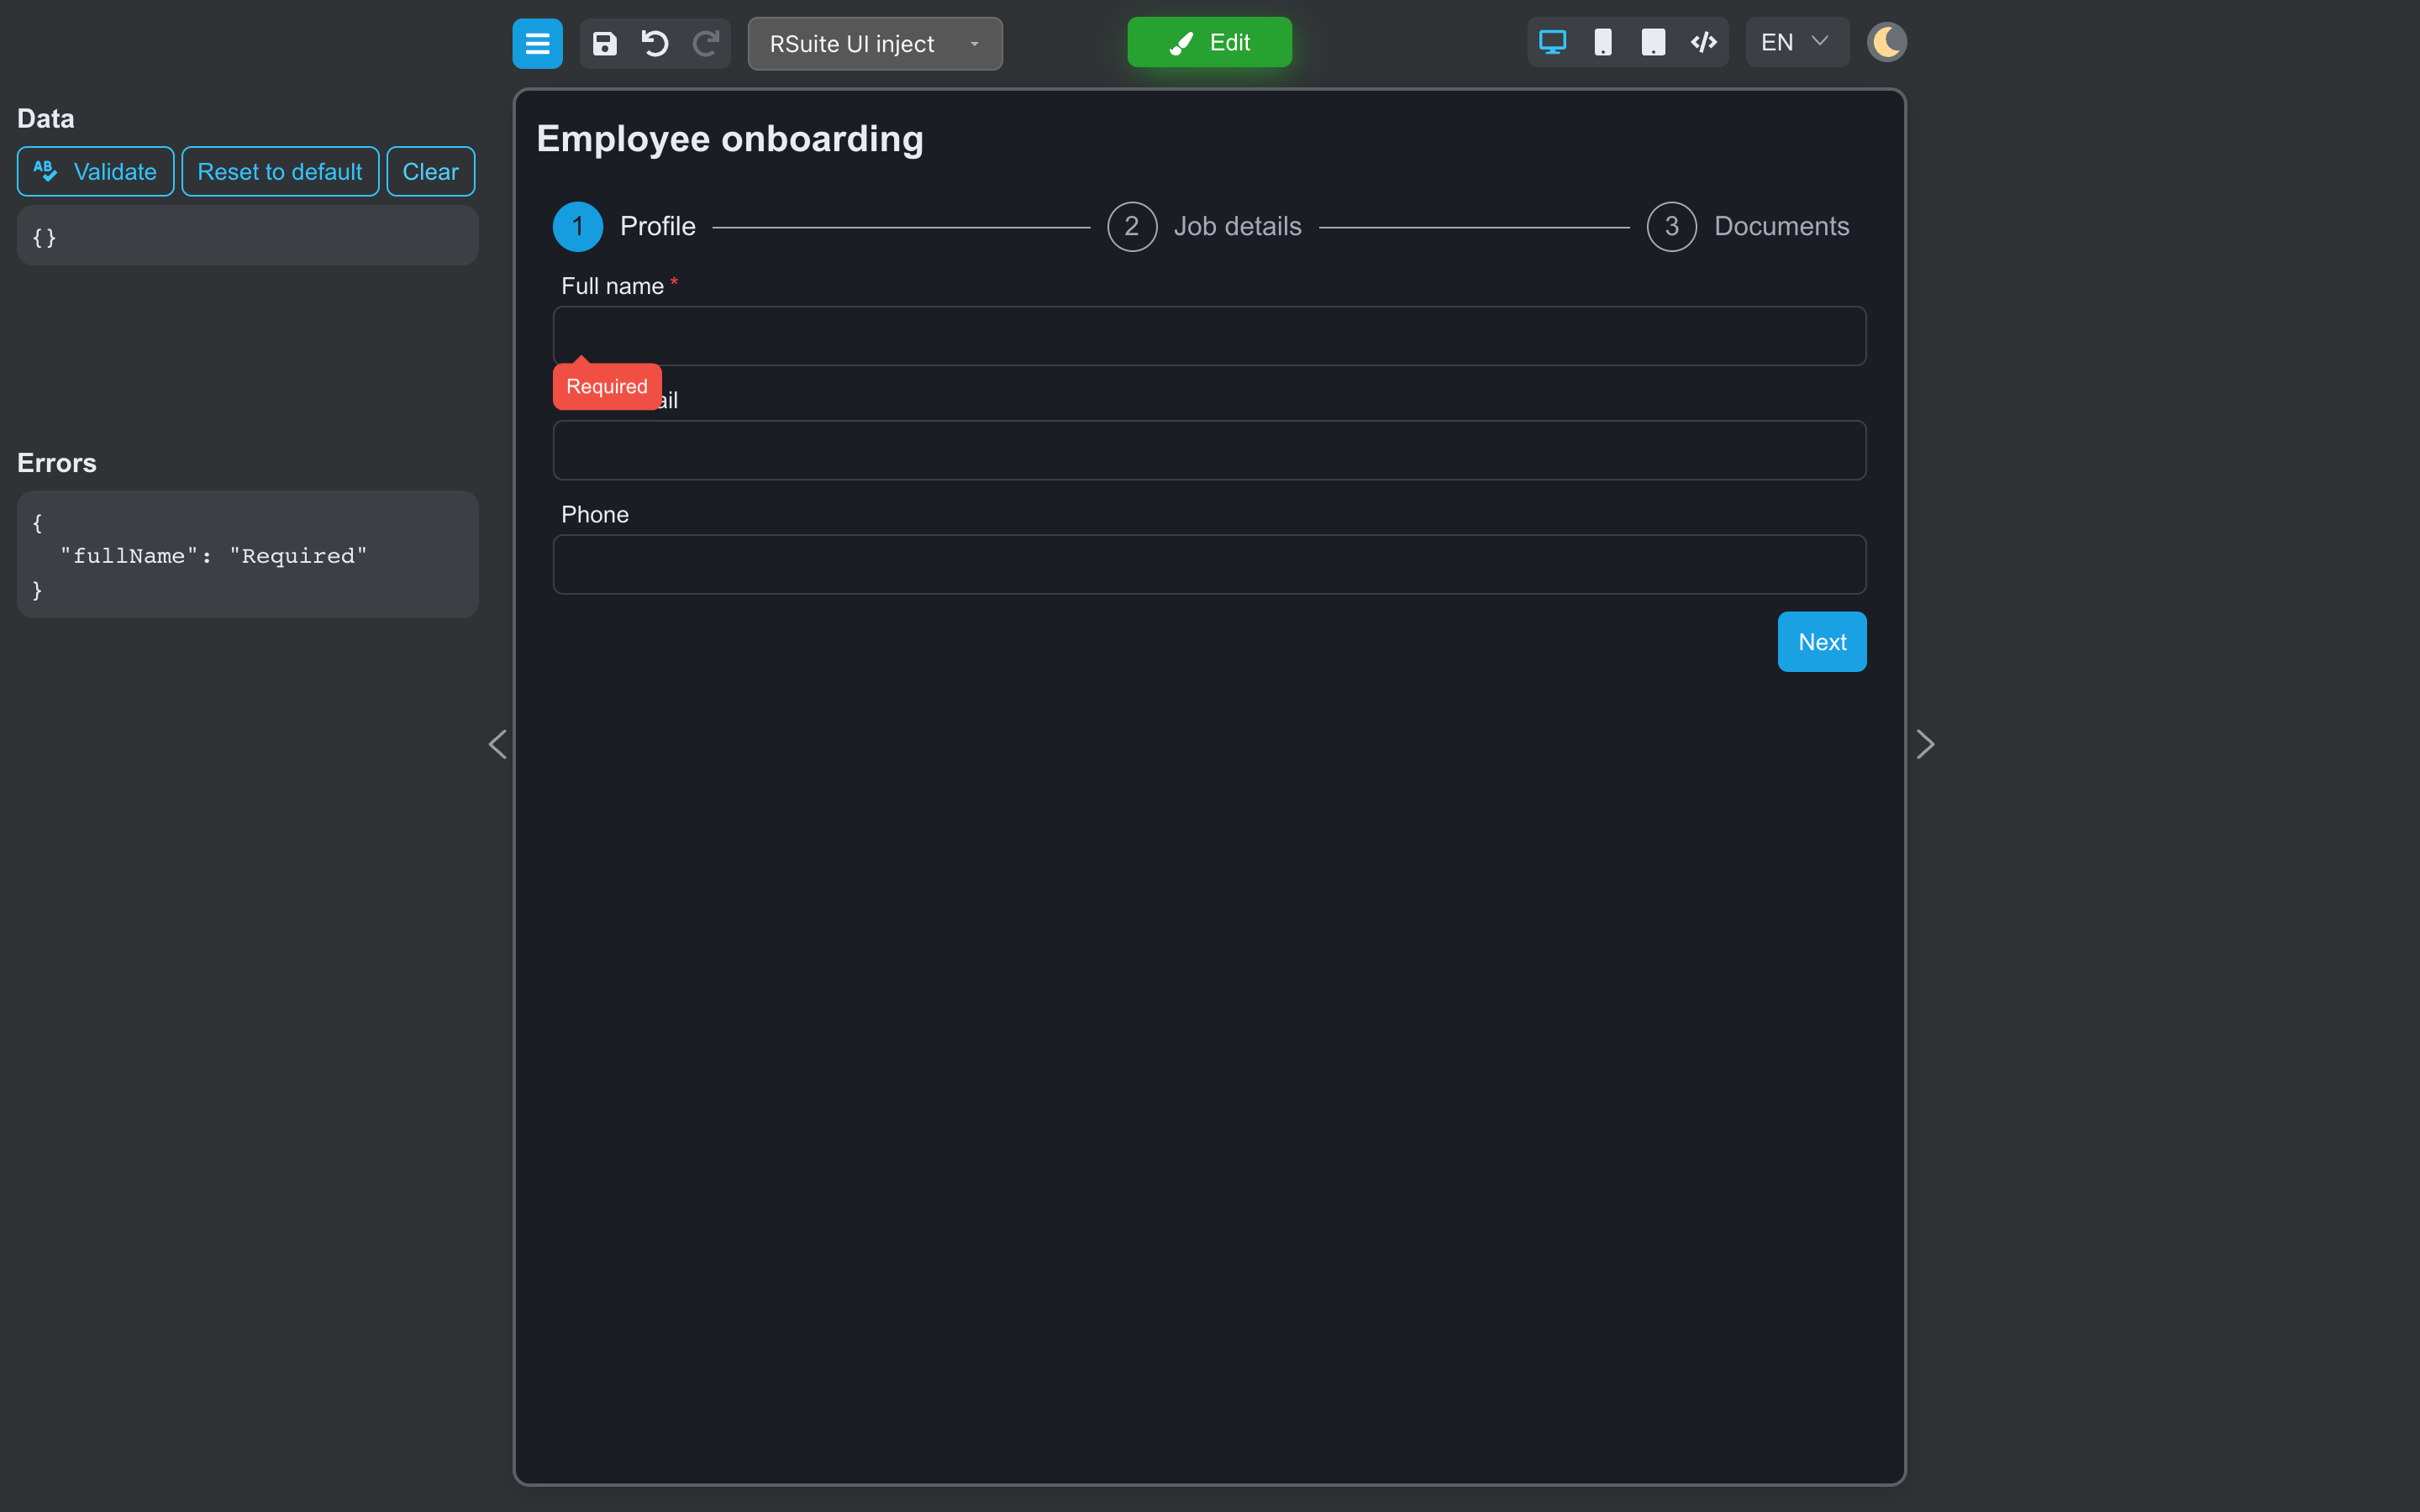 RSuite UI inject
Edit
EN
Data
AB Validate
Reset to default
Clear
{}
Errors
{
"fullName": "Required"
}
Employee onboarding
1 Profile
2 Job details
3 Documents
Full name *
Required
ail
Phone
Next